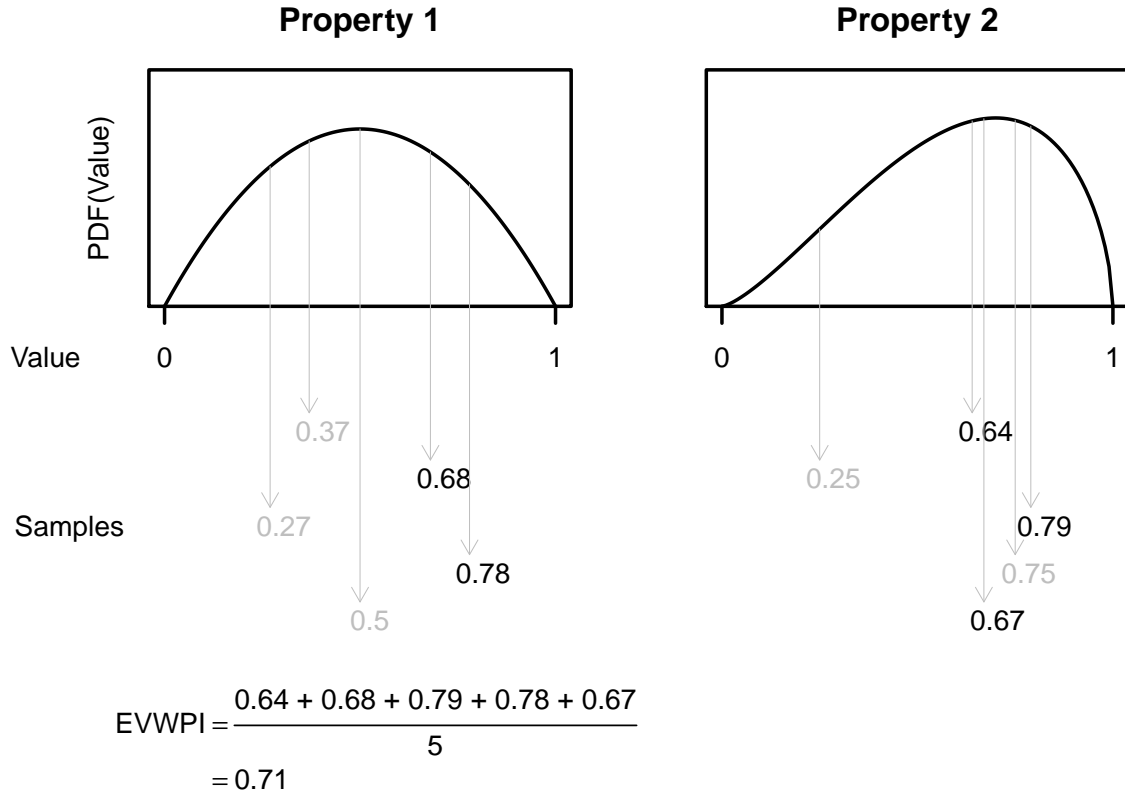 Property 1 Property 2
PDF(Value)
Value 0 1 0 1
0.37 0.64
0.68 0.25
Samples 0.27 0.79
0.78 0.75
0.5 0.67
EVWPI = 0.64 + 0.68 + 0.79 + 0.78 + 0.67
5
= 0.71